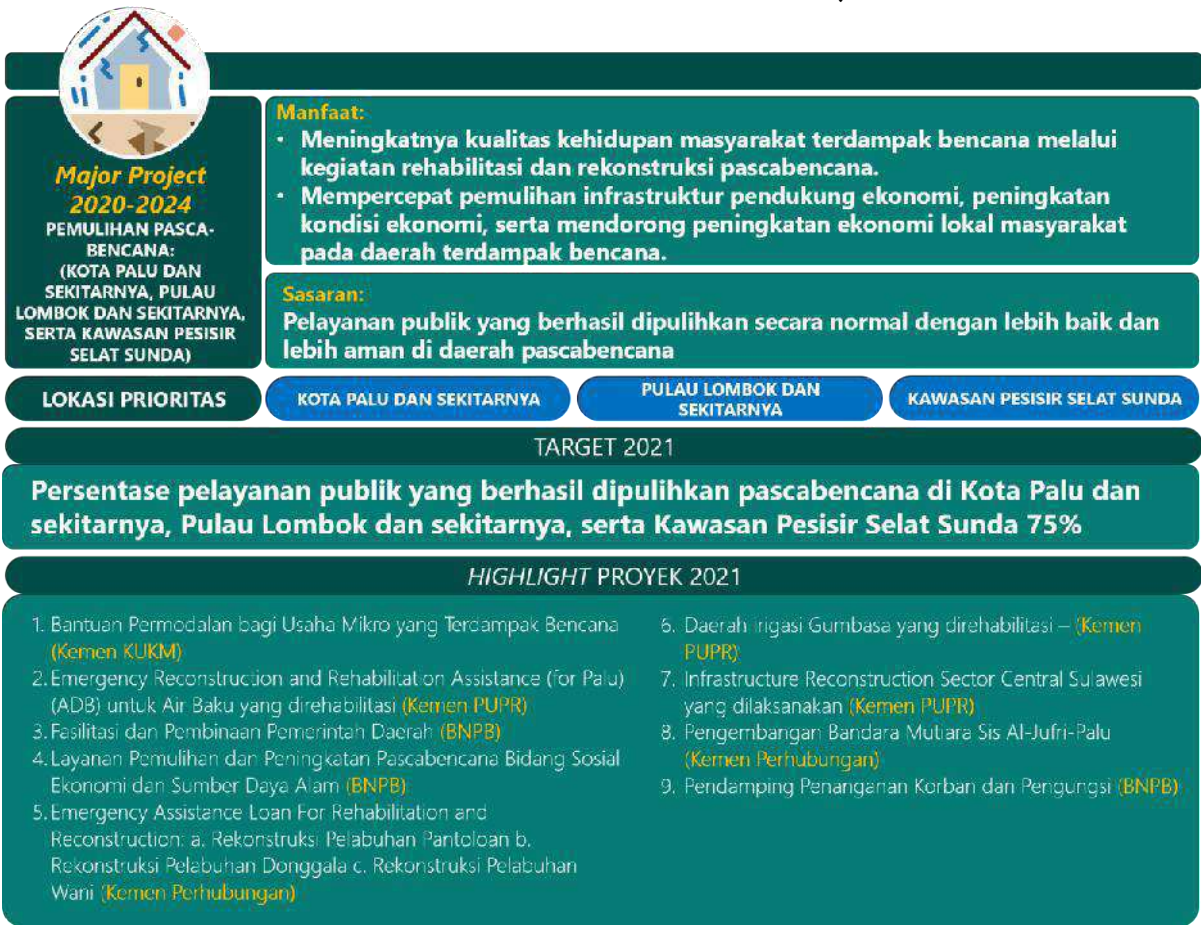 Major Project
2020-2024
PEMULIHAN PASCA-
BENCANA:
(KOTA PALU DAN
SEKITARNYA, PULAU
LOMBOK DAN SEKITARNYA,
SERTA KAWASAN PESISIR
SELAT SUNDA)
Manfaat:
• Meningkatnya kualitas kehidupan masyarakat terdampak bencana melalui
kegiatan rehabilitasi dan rekonstruksi pascabencana.
• Mempercepat pemulihan infrastruktur pendukung ekonomi, peningkatan
kondisi ekonomi, serta mendorong peningkatan ekonomi lokal masyarakat
pada daerah terdampak bencana.
Sasaran:
Pelayanan publik yang berhasil dipulihkan secara normal dengan lebih baik dan
lebih aman di daerah pascabencana
LOKASI PRIORITAS
KOTA PALU DAN SEKITARNYA
PULAU LOMBOK DAN
SEKITARNYA
KAWASAN PESISIR SELAT SUNDA
TARGET 2021
Persentase pelayanan publik yang berhasil dipulihkan pascabencana di Kota Palu dan
sekitarnya, Pulau Lombok dan sekitarnya, serta Kawasan Pesisir Selat Sunda 75%
HIGHLIGHT PROYEK 2021
1. Bantuan Permodalan bagi Usaha Mikro yang Terdampak Bencana
(Kemen KUKM)
2. Emergency Reconstruction and Rehabilitation Assistance (for Palu)
(ADB) untuk Air Baku yang direhabilitasi (Kemen PUPR)
3. Fasilitasi dan Pembinaan Pemerintah Daerah (BNPB)
4. Layanan Pemulihan dan Peningkatan Pascabencana Bidang Sosial
Ekonomi dan Sumber Daya Alam (BNPB)
5. Emergency Assistance Loan For Rehabilitation and
Reconstruction: a. Rekonstruksi Pelabuhan Pantoloan b.
Rekonstruksi Pelabuhan Donggala c. Rekonstruksi Pelabuhan
Wani (Kemen Perhubungan)
6. Daerah Irigasi Gumbasa yang direhabilitasi – (Kemen
PUPR)
7. Infrastructure Reconstruction Sector Central Sulawesi
yang dilaksanakan (Kemen PUPR)
8. Pengembangan Bandara Mutiara Sis Al-Jufri-Palu
(Kemen Perhubungan)
9. Pendamping Penanganan Korban dan Pengungsi (BNPB)